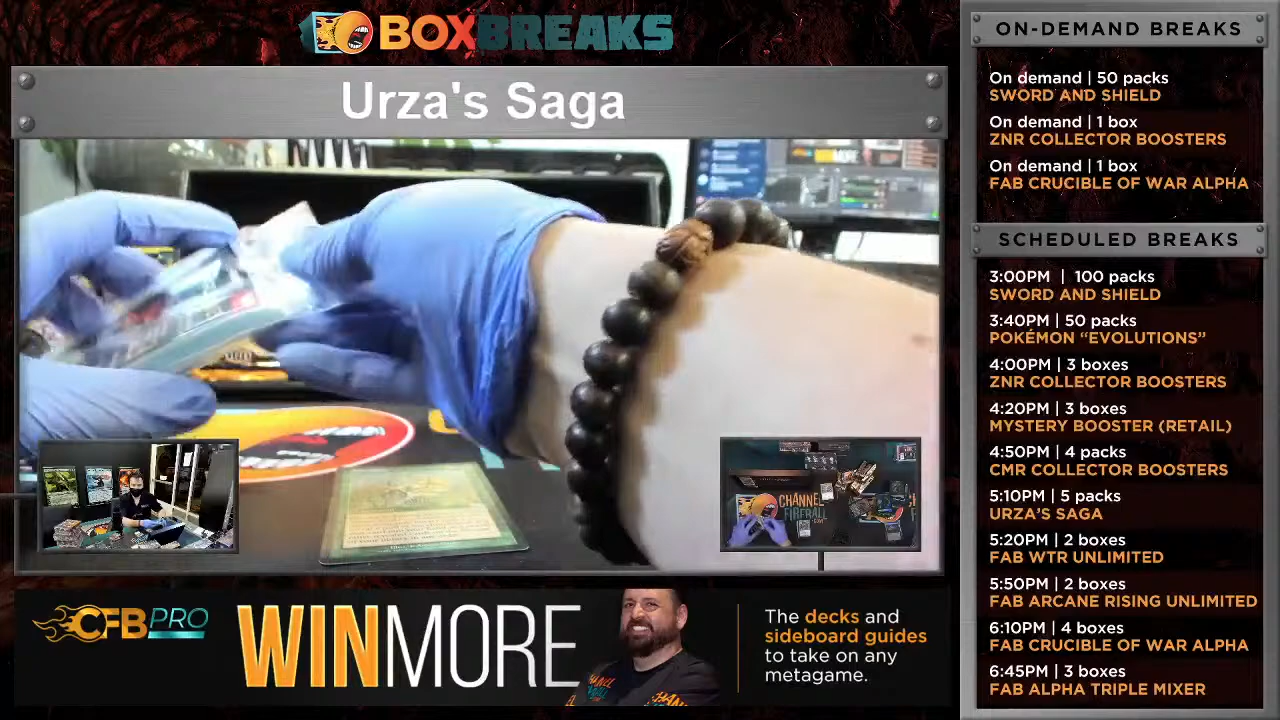 BOXBREAKS
Urza's Saga
CHANNEL
FIREBALL
CFBPRO
WINMORE
The decks and
sideboard guides
to take on any
metagame.
ON-DEMAND BREAKS
On demand | 50 packs
SWORD AND SHIELD
On demand | 1 box
ZNR COLLECTOR BOOSTERS
On demand | 1 box
FAB CRUCIBLE OF WAR ALPHA
SCHEDULED BREAKS
3:00PM | 100 packs
SWORD AND SHIELD
3:40PM | 50 packs
POKÉMON “EVOLUTIONS”
4:00PM | 3 boxes
ZNR COLLECTOR BOOSTERS
4:20PM | 3 boxes
MYSTERY BOOSTER (RETAIL)
4:50PM | 4 packs
CMR COLLECTOR BOOSTERS
5:10PM | 5 packs
URZA'S SAGA
5:20PM | 2 boxes
FAB WTR UNLIMITED
5:50PM | 2 boxes
FAB ARCANE RISING UNLIMITED
6:10PM | 4 boxes
FAB CRUCIBLE OF WAR ALPHA
6:45PM | 3 boxes
FAB ALPHA TRIPLE MIXER